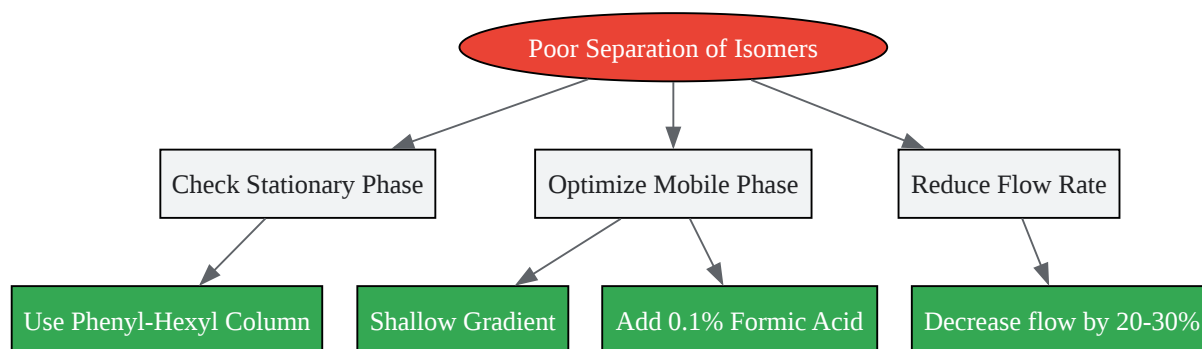 Poor Separation of Isomers
Check Stationary Phase
Optimize Mobile Phase
Reduce Flow Rate
Use Phenyl-Hexyl Column
Shallow Gradient
Add 0.1% Formic Acid
Decrease flow by 20-30%